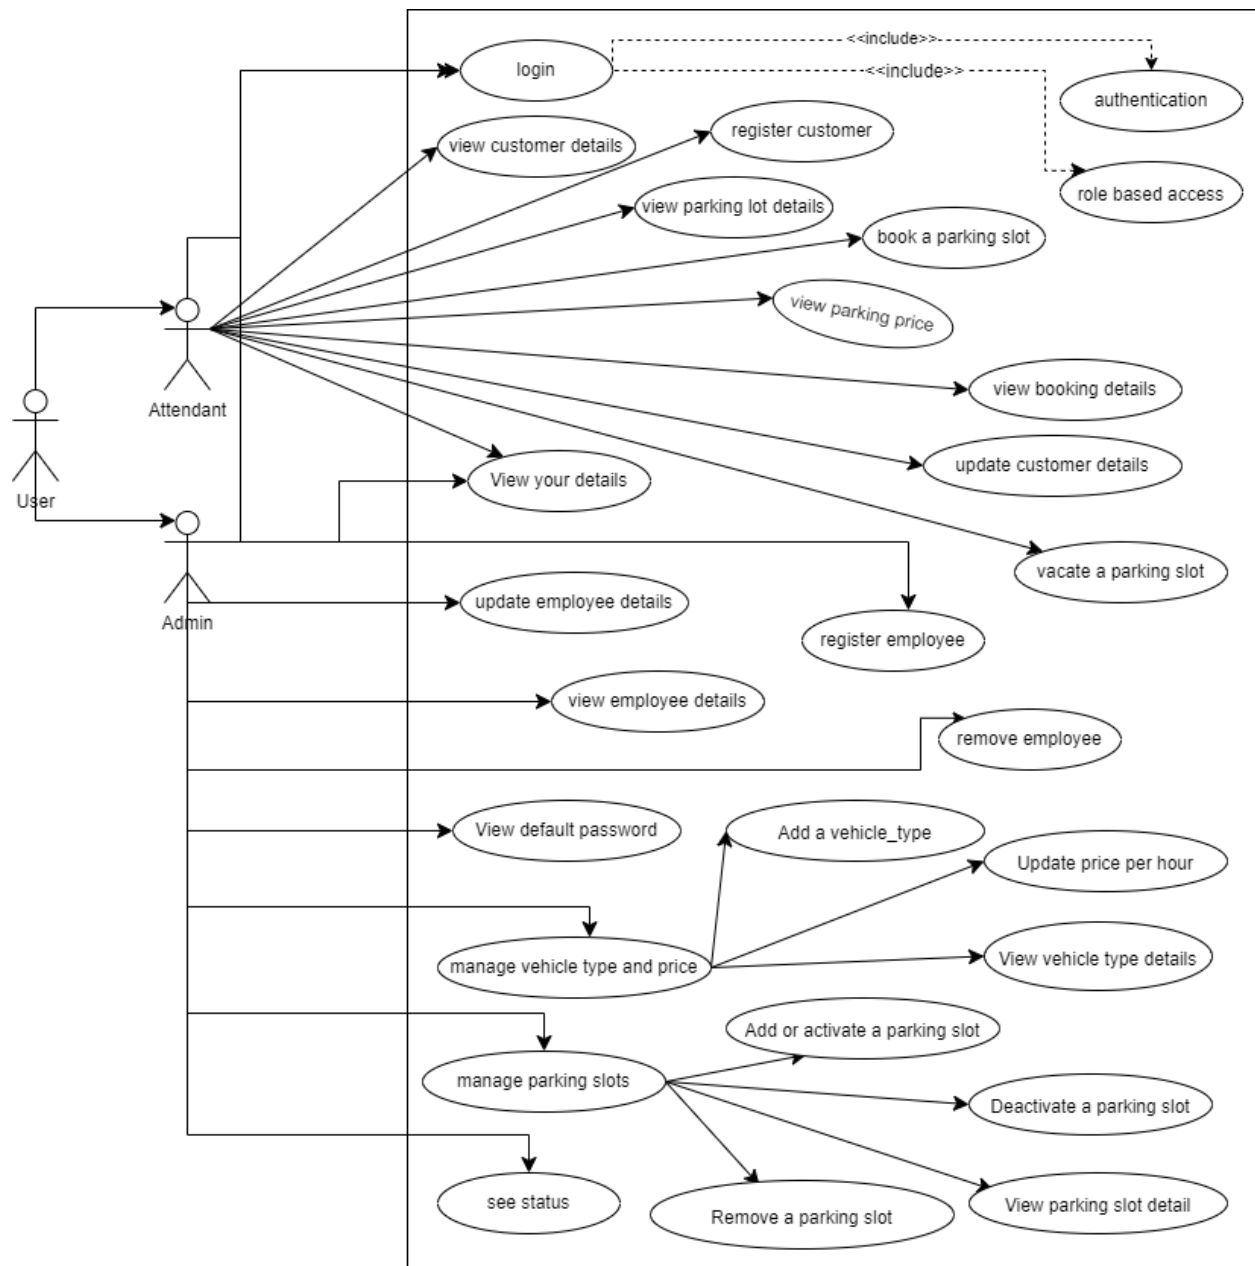 <<include>>
login
<<include>>
authentication
register customer
view customer details
role based access
view parking lot details
book a parking slot
view parking price
view booking details
Attendant
update customer details
View your details
User
vacate a parking slot
update employee details
Admin
register employee
view employee details
remove employee
View default password
Add a vehicle_type
Update price per hour
manage vehicle type and price
View vehicle type details
Add or activate a parking slot
manage parking slots
Deactivate a parking slot
see status
Remove a parking slot
View parking slot detail